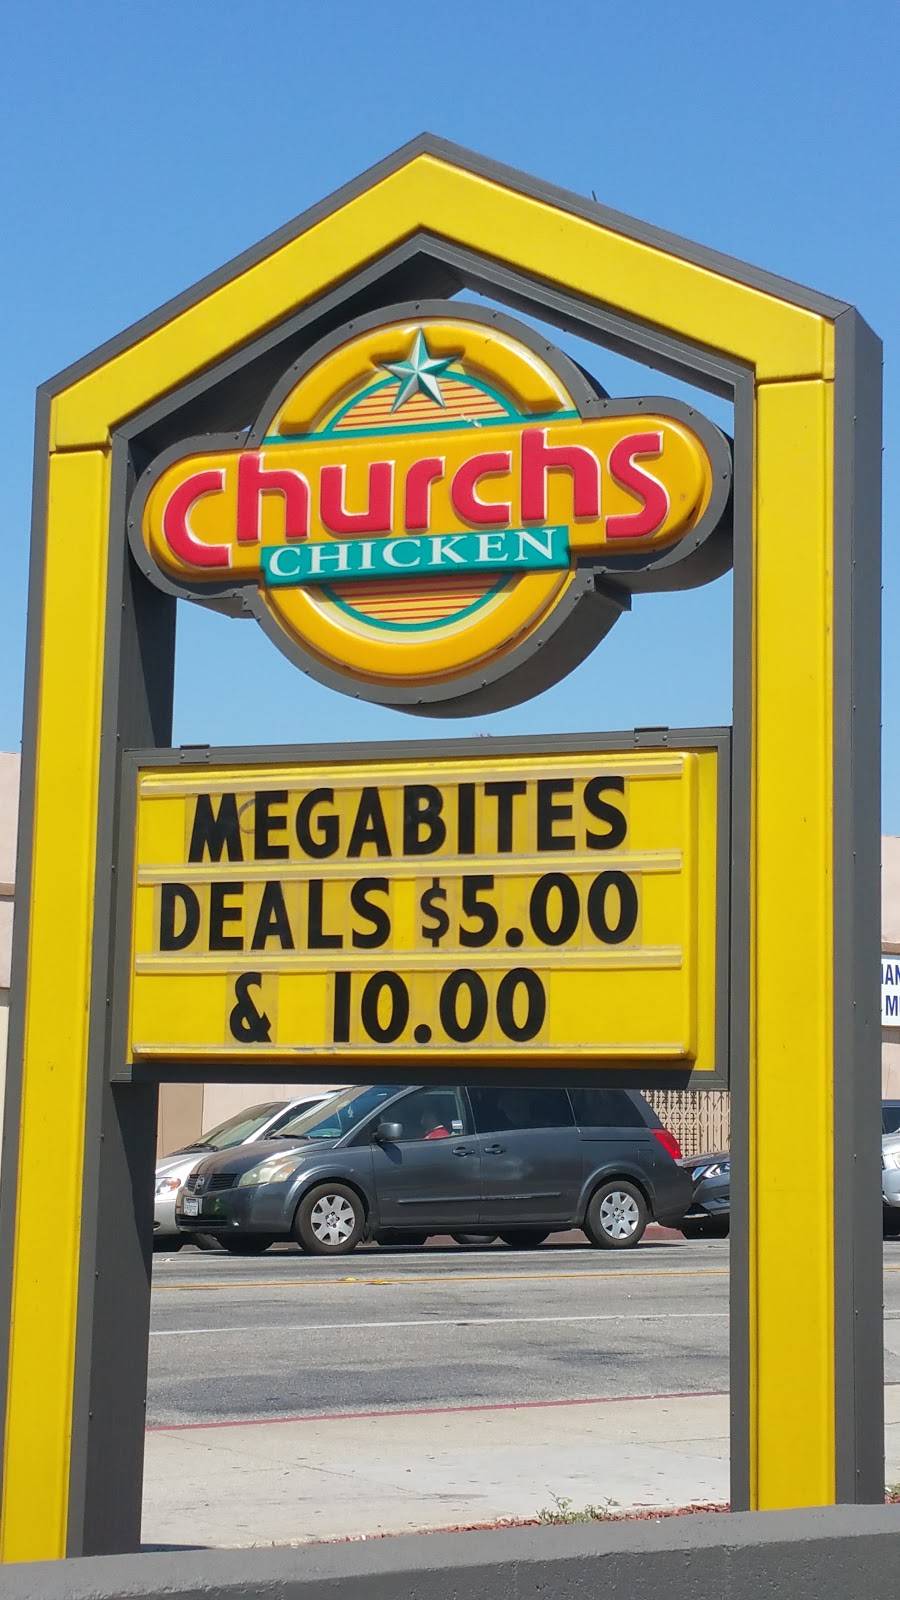 Churchs
CHICKEN
MEGABITES
DEALS $5.00
& 10.00